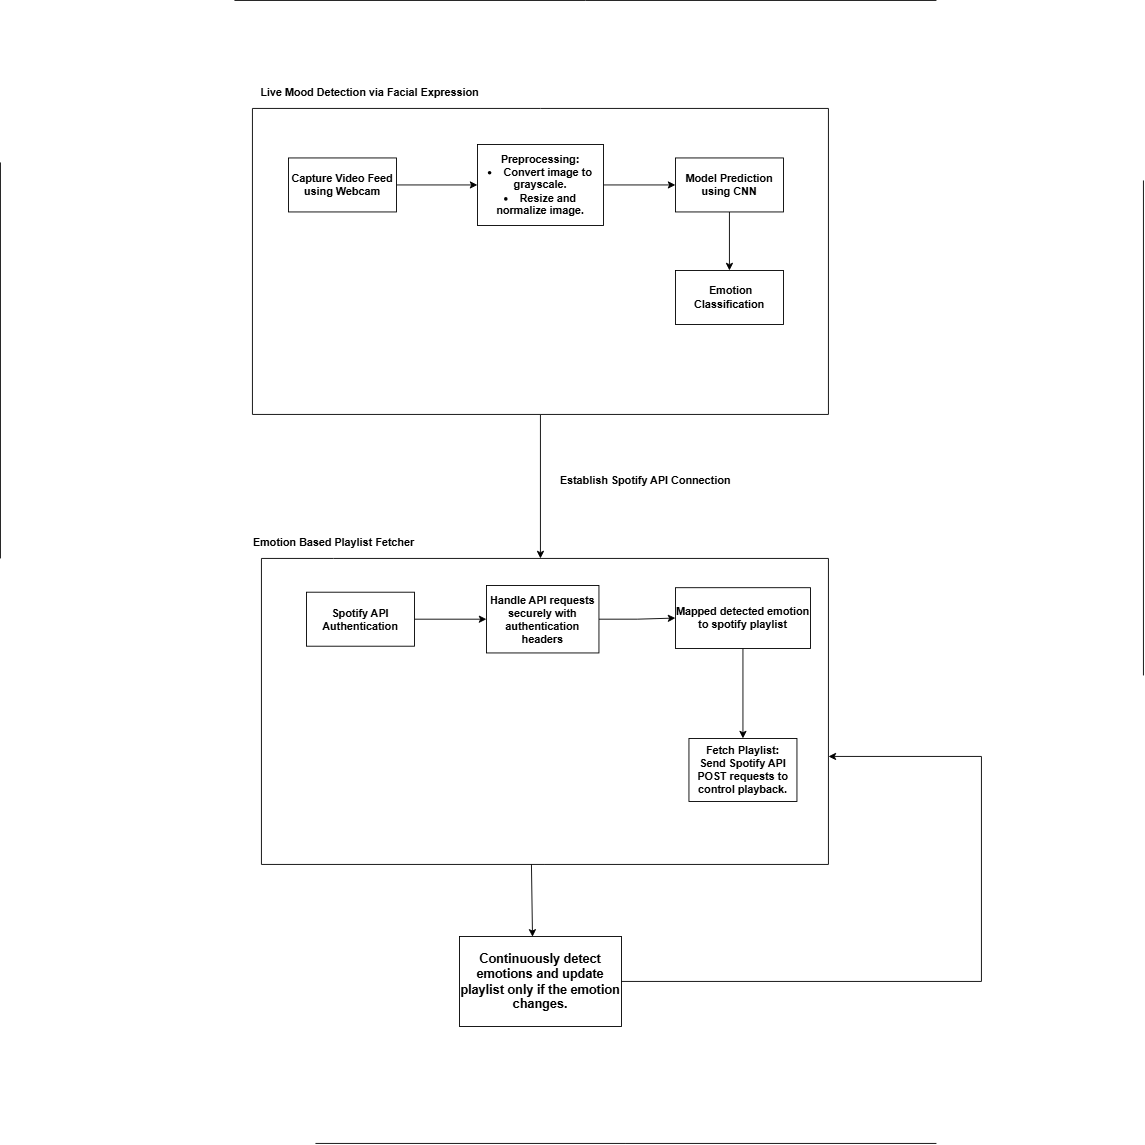 Live Mood Detection via Facial Expression
Capture Video Feed
using Webcam
Preprocessing:
• Convert image to
grayscale.
• Resize and
normalize image.
Model Prediction
using CNN
Emotion
Classification
Establish Spotify API Connection
Emotion Based Playlist Fetcher
Spotify API
Authentication
Handle API requests
securely with
authentication
headers
Mapped detected emotion
to spotify playlist
Fetch Playlist:
Send Spotify API
POST requests to
control playback.
Continuously detect
emotions and update
playlist only if the emotion
changes.